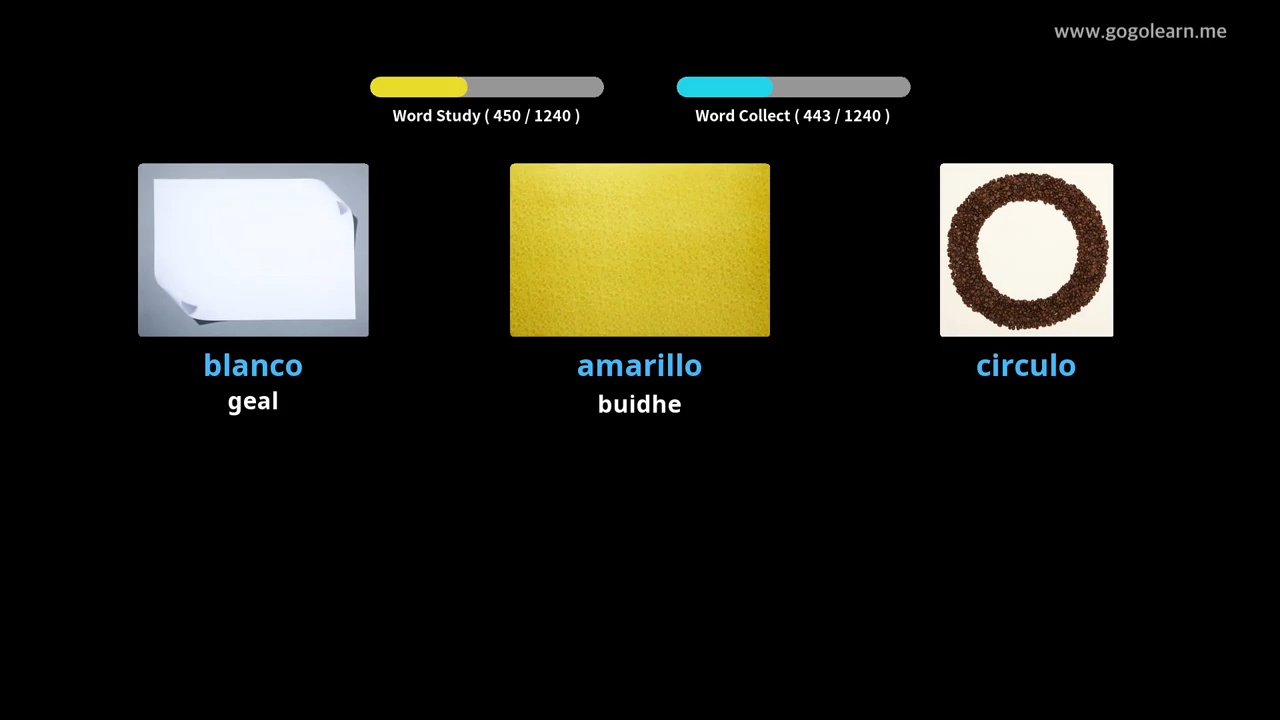 www.gogolearn.me
Word Study ( 450 / 1240 )
Word Collect ( 443 / 1240 )
blanco
amarillo
circulo
geal
buidhe